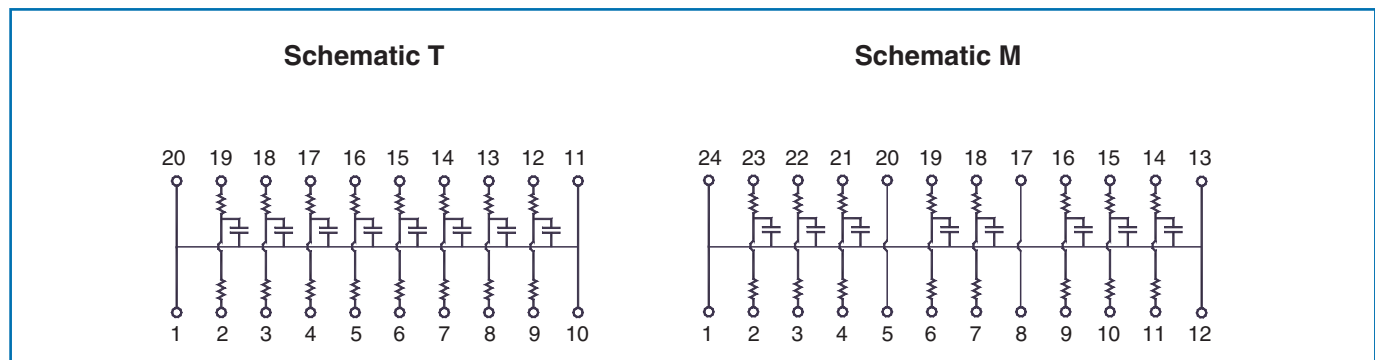 Schematic T
20 19 18 17 16 15 14 13 12 11
1 2 3 4 5 6 7 8 9 10
Schematic M
24 23 22 21 20 19 18 17 16 15 14 13
1 2 3 4 5 6 7 8 9 10 11 12